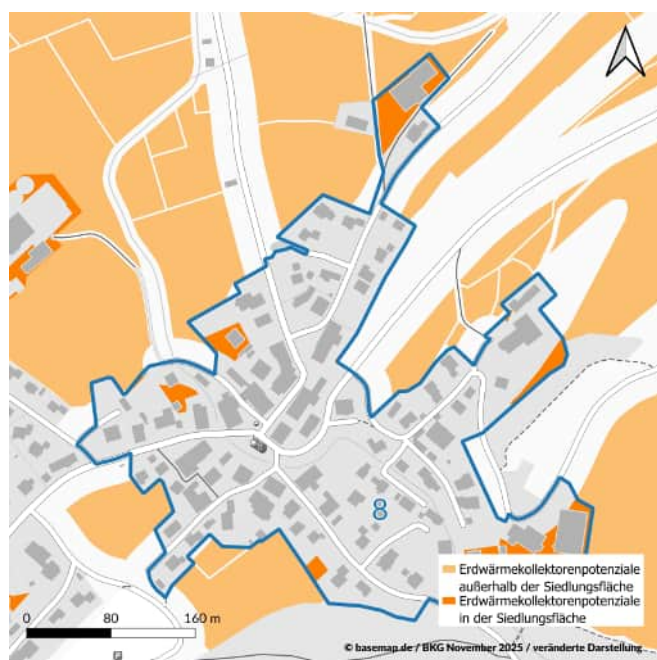 8
Erdwärmekollektorenpotenziale
außerhalb der Siedlungsfläche
Erdwärmekollektorenpotenziale
in der Siedlungsfläche
0 80 160 m
© basemap.de / BKG November 2025 / veränderte Darstellung